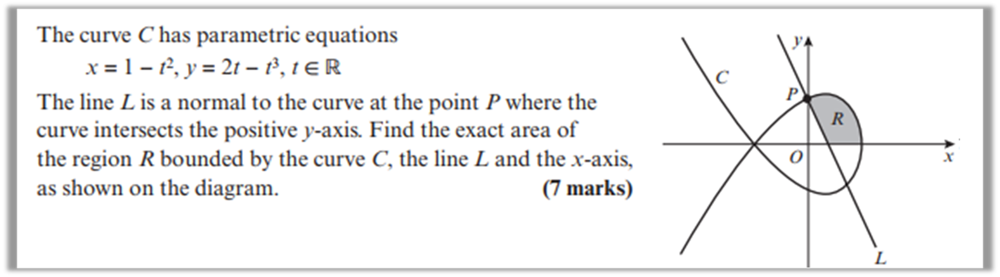 The curve C has parametric equations
x = 1 – t², y = 2t – t³, t ∈ ℝ
The line L is a normal to the curve at the point P where the
curve intersects the positive y-axis. Find the exact area of
the region R bounded by the curve C, the line L and the x-axis,
as shown on the diagram. (7 marks)
y
C
P
R
O
x
L